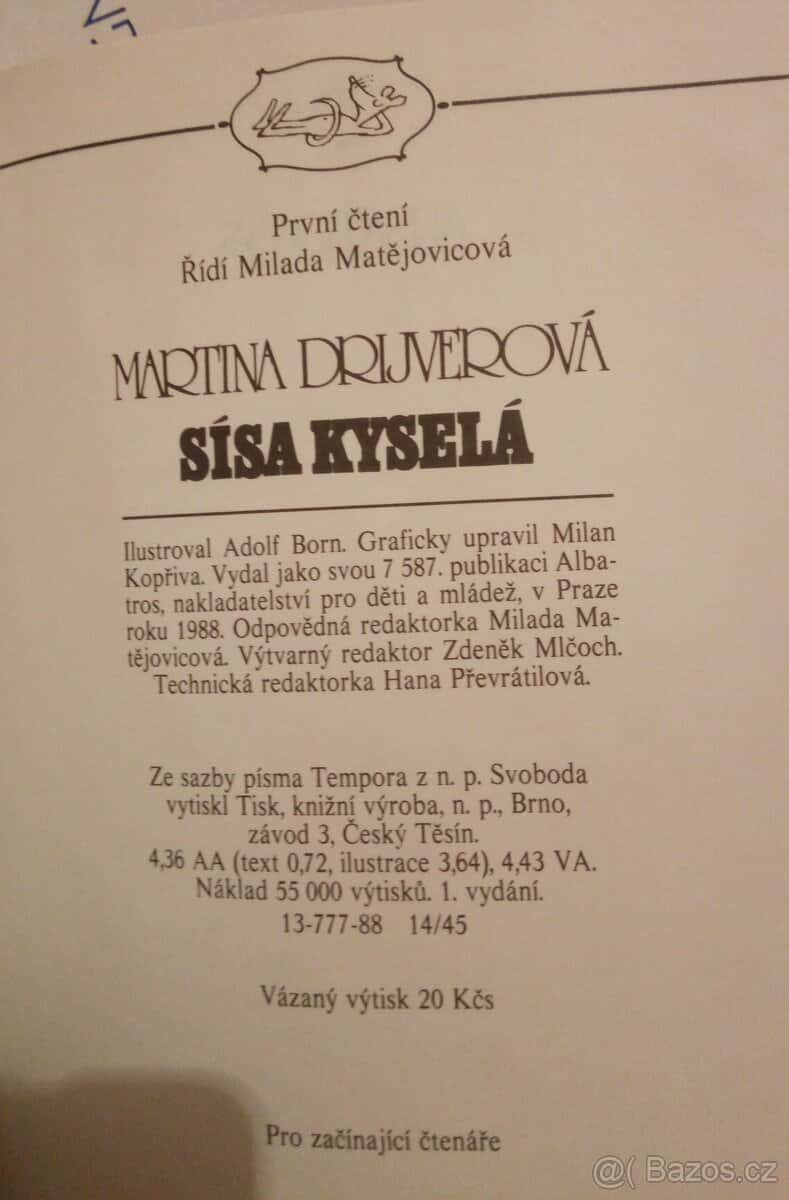 První čtení
Řídí Milada Matějovicová
MARTINA DRIJVEROVÁ
SÍSA KYSELÁ
Ilustroval Adolf Born. Graficky upravil Milan
Kopřiva. Vydal jako svou 7 587. publikaci Alba-
tros, nakladatelství pro děti a mládež, v Praze
roku 1988. Odpovědná redaktorka Milada Ma-
tějovicová. Výtvarný redaktor Zdeněk Mlčoch.
Technická redaktorka Hana Převrátilová.
Ze sazby písma Tempora z n. p. Svoboda
vytiskl Tisk, knižní výroba, n. p., Brno,
závod 3, Český Těsín.
4,36 AA (text 0,72, ilustrace 3,64), 4,43 VA.
Náklad 55 000 výtisků. 1. vydání.
13-777-88 14/45
Vázaný výtisk 20 Kčs
Pro začínající čtenáře
@( Bazos.cz